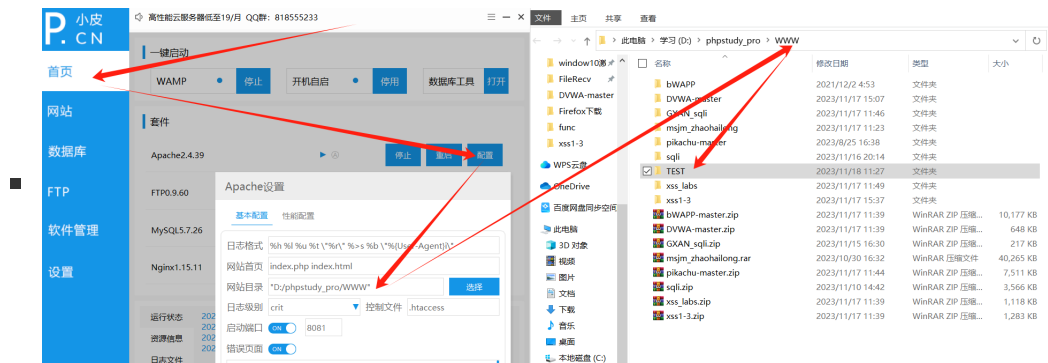 小皮
P.CN
高性能云服务器低至19/月 QQ群：818555233
首页
网站
数据库
FTP
软件管理
设置
一键启动
WAMP 停止 开机自启 停用 数据库工具 打开
套件
Apache2.4.39 停止 重启 配置
FTP0.9.60
MySQL5.7.26
Nginx1.15.11
运行状态 202
202
资源信息 202
202
日志文件
Apache设置
基本配置 性能配置
日志格式 %h %l %u %t \"%r\" %>s %b \"%{User-Agent}i\"
网站首页 index.php index.html
网站目录 "D:/phpstudy_pro/WWW" 选择
日志级别 crit 控制文件 .htaccess
启动端口 ON 8081
错误页面 ON
文件 主页 共享 查看
此电脑 › 学习 (D:) › phpstudy_pro › WWW
window10激
FileRecv
DVWA-master
Firefox下载
func
xss1-3
WPS云盘
OneDrive
百度网盘同步空间
此电脑
3D 对象
视频
图片
文档
下载
音乐
桌面
本地磁盘 (C:)
名称 修改日期 类型 大小
bWAPP 2021/12/2 4:53 文件夹
DVWA-master 2023/11/17 15:07 文件夹
GXAN_sqli 2023/11/17 11:46 文件夹
msjm_zhaohailong 2023/11/17 11:23 文件夹
pikachu-master 2023/8/25 16:38 文件夹
sqli 2023/11/16 20:14 文件夹
TEST 2023/11/18 11:27 文件夹
xss_labs 2023/11/17 11:49 文件夹
xss1-3 2023/11/17 15:37 文件夹
bWAPP-master.zip 2023/11/17 11:39 WinRAR ZIP 压缩... 10,177 KB
DVWA-master.zip 2023/11/17 11:39 WinRAR ZIP 压缩... 648 KB
GXAN_sqli.zip 2023/11/15 16:30 WinRAR ZIP 压缩... 217 KB
msjm_zhaohailong.rar 2023/10/30 16:32 WinRAR 压缩文件 40,265 KB
pikachu-master.zip 2023/11/17 11:44 WinRAR ZIP 压缩... 7,511 KB
sqli.zip 2023/11/10 14:42 WinRAR ZIP 压缩... 3,566 KB
xss_labs.zip 2023/11/17 11:39 WinRAR ZIP 压缩... 1,118 KB
xss1-3.zip 2023/11/17 11:39 WinRAR ZIP 压缩... 1,283 KB